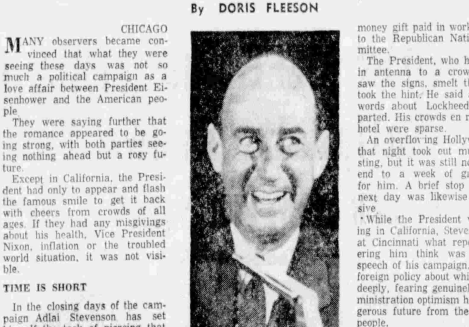 By DORIS FLEESON
CHICAGO
MANY observers became con-
vinced that what they were
seeing these days were not so
much a political campaign as a
love affair between President Ei-
senhower and the American peo-
ple
They were saying further that
the romance appeared to be go-
ing strong, with both parties see-
ing nothing ahead but a rosy fu-
ture.
Except in California, the Presi-
dent had only to appear and flash
the famous smile to get it back
with cheers from crowds of all
ages. If they had any misgivings
about his health, Vice President
Nixon, inflation or the troubled
world situation, it was not visi-
ble.
TIME IS SHORT
In the closing days of the cam-
paign Adlai Stevenson has set
money gift paid in work
to the Republican Nati
mittee.
The President, who h
in antenna to a crow
saw the signs, smelt t
took the hint. He said
words about Lockheed
parted. His crowds en r
hotel were sparse.
An overflowing Hollyw
that night took out mu
sting, but it was still no
end to a week of ga
for him. A brief stop
next day was likewise
sive
While the President w
ing in California, Steve
at Cincinnati what repo
ering him think was
speech of his campaign,
foreign policy about whi
deeply, fearing genuinel
ministration optimism h
gerous future from the
people.